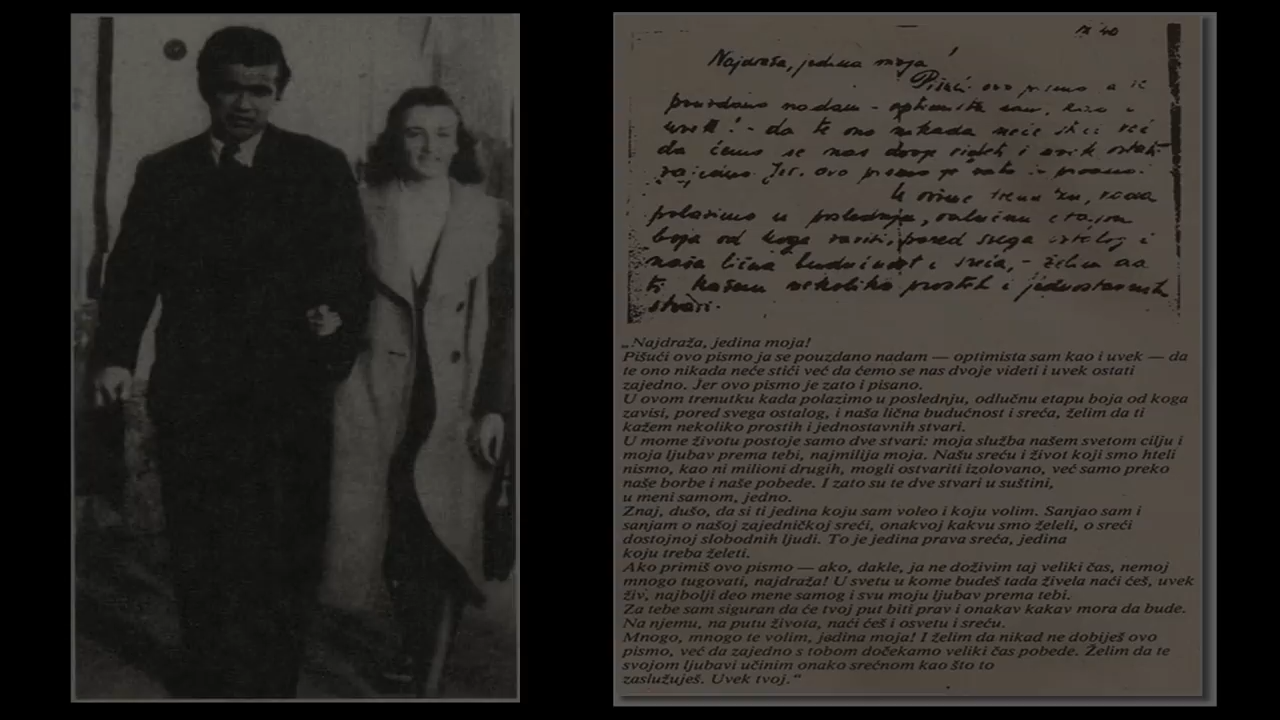 IX 40
Najdraža, jedina moja!
Pišući ovo pismo ja se
pouzdano nadam - optimista sam, kao i
uvek! - da te ono nikada neće stići već
da ćemo se nas dvoje videti i uvek ostati
zajedno. Jer, ovo pismo je zato i pisano.
U ovome trenutku, kada
polazimo u poslednju, odlučnu etapu
boja od koga zavisi, pored svega ostalog i
naša lična budućnost i sreća, - želim da
ti kažem nekoliko prostih i jednostavnih
stvari.
„Najdraža, jedina moja!
Pišući ovo pismo ja se pouzdano nadam — optimista sam kao i uvek — da
te ono nikada neće stići već da ćemo se nas dvoje videti i uvek ostati
zajedno. Jer ovo pismo je zato i pisano.
U ovom trenutku kada polazimo u poslednju, odlučnu etapu boja od koga
zavisi, pored svega ostalog, i naša lična budućnost i sreća, želim da ti
kažem nekoliko prostih i jednostavnih stvari.
U mome životu postoje samo dve stvari: moja služba našem svetom cilju i
moja ljubav prema tebi, najmilija moja. Našu sreću i život koji smo hteli
nismo, kao ni milioni drugih, mogli ostvariti izolovano, već samo preko
naše borbe i naše pobede. I zato su te dve stvari u suštini,
u meni samom, jedno.
Znaj, dušo, da si ti jedina koju sam voleo i koju volim. Sanjao sam i
sanjam o našoj zajedničkoj sreći, onakvoj kakvu smo želeli, o sreći
dostojnoj slobodnih ljudi. To je jedina prava sreća, jedina
koju treba želeti.
Ako primiš ovo pismo — ako, dakle, ja ne doživim taj veliki čas, nemoj
mnogo tugovati, najdraža! U svetu u kome budeš tada živela naći ćeš, uvek
živ, najbolji deo mene samog i svu moju ljubav prema tebi.
Za tebe sam siguran da će tvoj put biti prav i onakav kakav mora da bude.
Na njemu, na putu života, naći ćeš i osvetu i sreću.
Mnogo, mnogo te volim, jedina moja! I želim da nikad ne dobiješ ovo
pismo, već da zajedno s tobom dočekamo veliki čas pobede. Želim da te
svojom ljubavi učinim onako srećnom kao što to
zaslužuješ. Uvek tvoj.“